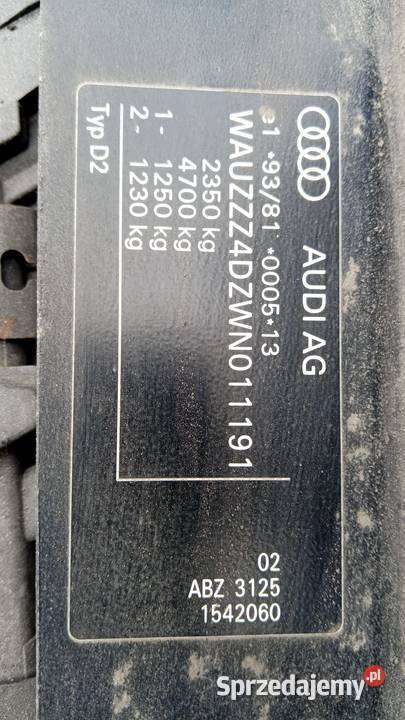 AUDI AG
e1 *93/81 *0005*13
WAUZZZ4DZWN011191
2350 kg
4700 kg
1 - 1250 kg
2 - 1230 kg
Typ D2
02
ABZ 3125
1542060
Sprzedajemy.pl